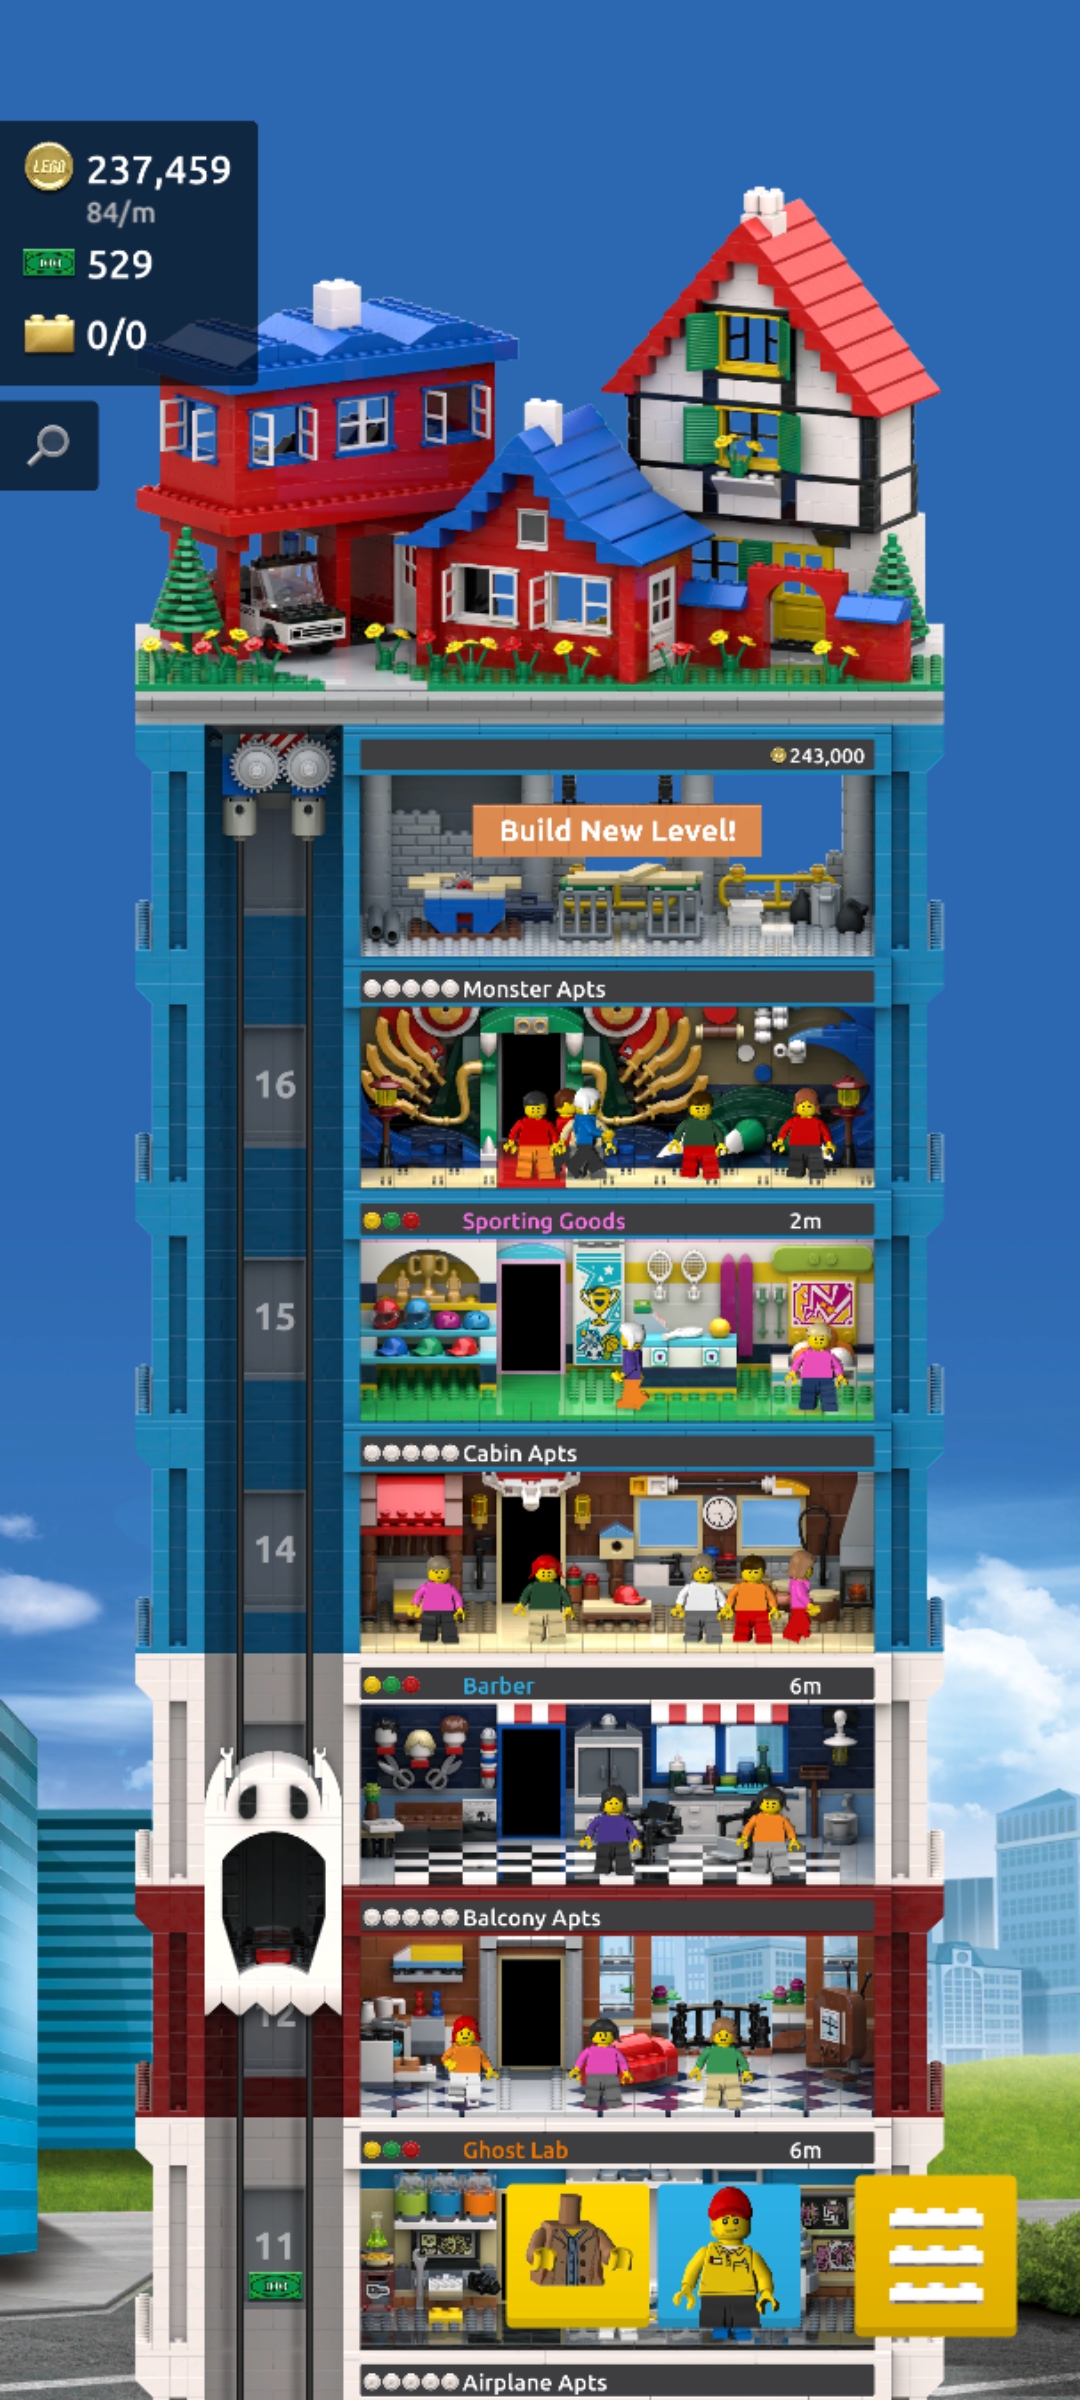 LEGO 237,459
84/m
529
0/0
243,000
Build New Level!
Monster Apts
16
Sporting Goods 2m
15
Cabin Apts
14
Barber 6m
Balcony Apts
12
Ghost Lab 6m
11
Airplane Apts